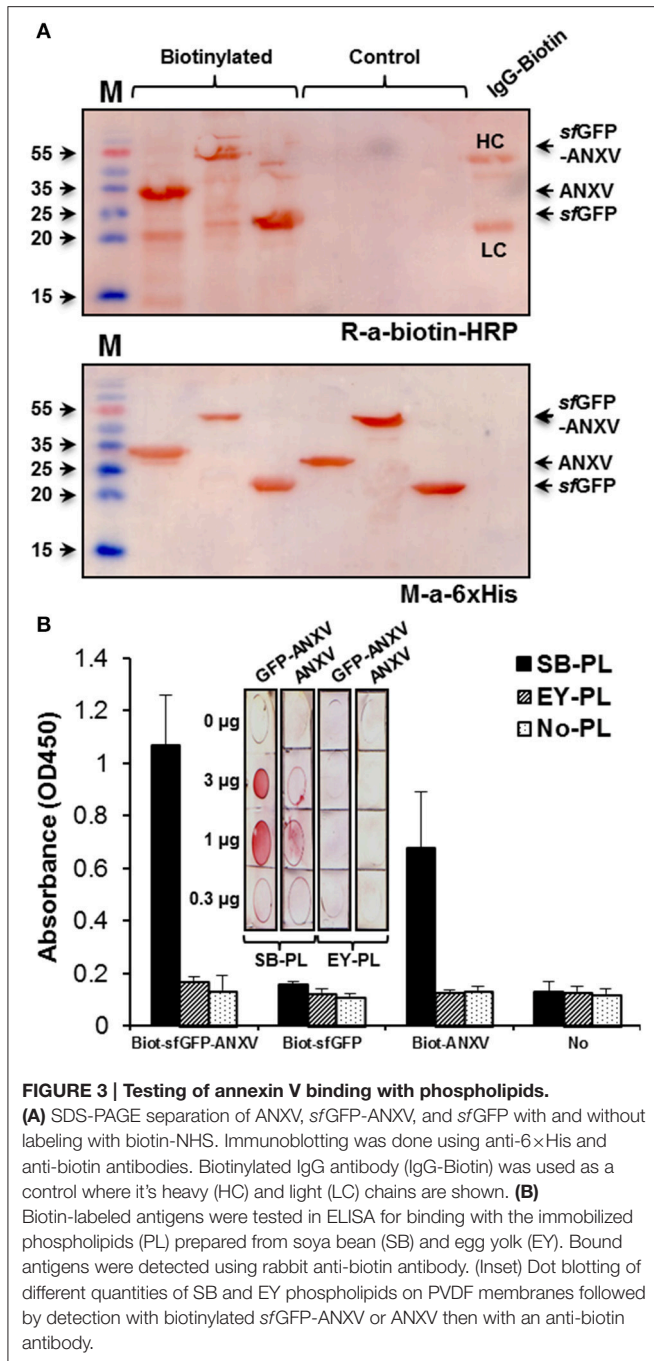 A
Biotinylated Control IgG-Biotin
M
55
35
25
20
15
HC
LC
sfGFP
-ANXV
ANXV
sfGFP
R-a-biotin-HRP
M
55
35
25
20
15
sfGFP
-ANXV
ANXV
sfGFP
M-a-6xHis
B
Absorbance (OD450)
1.4
1.2
1
0.8
0.6
0.4
0.2
0
GFP-ANXV
ANXV
GFP-ANXV
ANXV
0 µg
3 µg
1 µg
0.3 µg
SB-PL EY-PL
SB-PL
EY-PL
No-PL
Biot-sfGFP-ANXV Biot-sfGFP Biot-ANXV No
FIGURE 3 | Testing of annexin V binding with phospholipids.
(A) SDS-PAGE separation of ANXV, sfGFP-ANXV, and sfGFP with and without
labeling with biotin-NHS. Immunoblotting was done using anti-6×His and
anti-biotin antibodies. Biotinylated IgG antibody (IgG-Biotin) was used as a
control where it's heavy (HC) and light (LC) chains are shown. (B)
Biotin-labeled antigens were tested in ELISA for binding with the immobilized
phospholipids (PL) prepared from soya bean (SB) and egg yolk (EY). Bound
antigens were detected using rabbit anti-biotin antibody. (Inset) Dot blotting of
different quantities of SB and EY phospholipids on PVDF membranes followed
by detection with biotinylated sfGFP-ANXV or ANXV then with an anti-biotin
antibody.